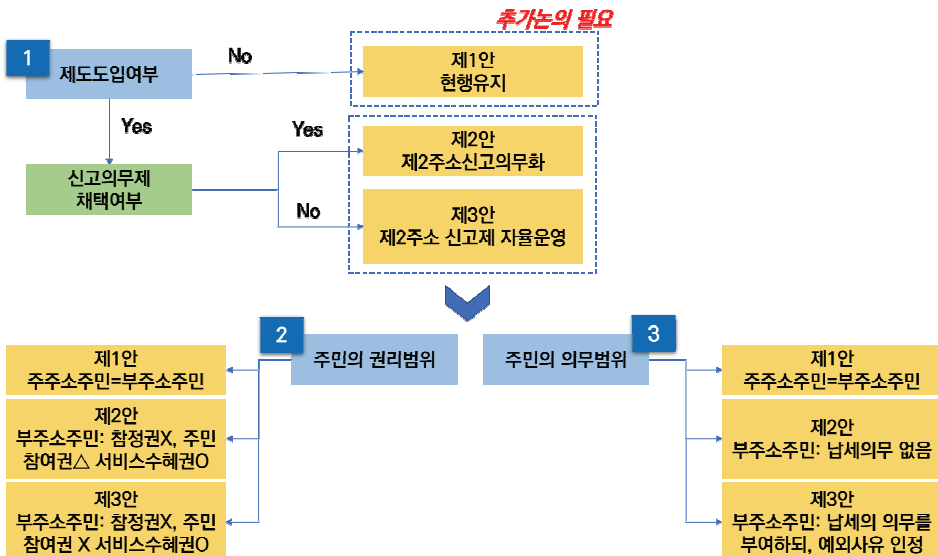 추가논의 필요
1
제도도입여부
No
제1안
현행유지
Yes
신고의무제
채택여부
Yes
제2안
제2주소신고의무화
No
제3안
제2주소 신고제 자율운영
2
주민의 권리범위
제1안
주주소주민=부주소주민
제2안
부주소주민: 참정권X, 주민
참여권△ 서비스수혜권O
제3안
부주소주민: 참정권X, 주민
참여권 X 서비스수혜권O
3
주민의 의무범위
제1안
주주소주민=부주소주민
제2안
부주소주민: 납세의무 없음
제3안
부주소주민: 납세의 의무를
부여하되, 예외사유 인정